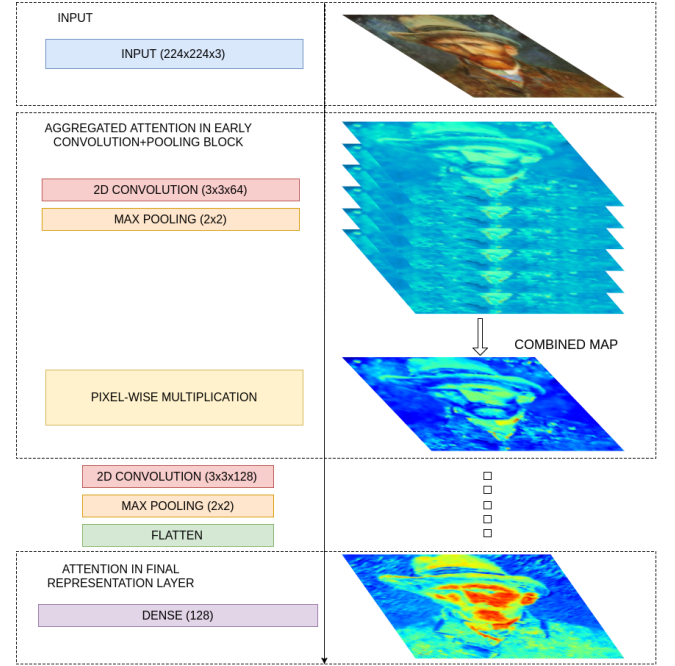 INPUT
INPUT (224x224x3)
AGGREGATED ATTENTION IN EARLY
CONVOLUTION+POOLING BLOCK
2D CONVOLUTION (3x3x64)
MAX POOLING (2x2)
COMBINED MAP
PIXEL-WISE MULTIPLICATION
2D CONVOLUTION (3x3x128)
MAX POOLING (2x2)
FLATTEN
ATTENTION IN FINAL
REPRESENTATION LAYER
DENSE (128)